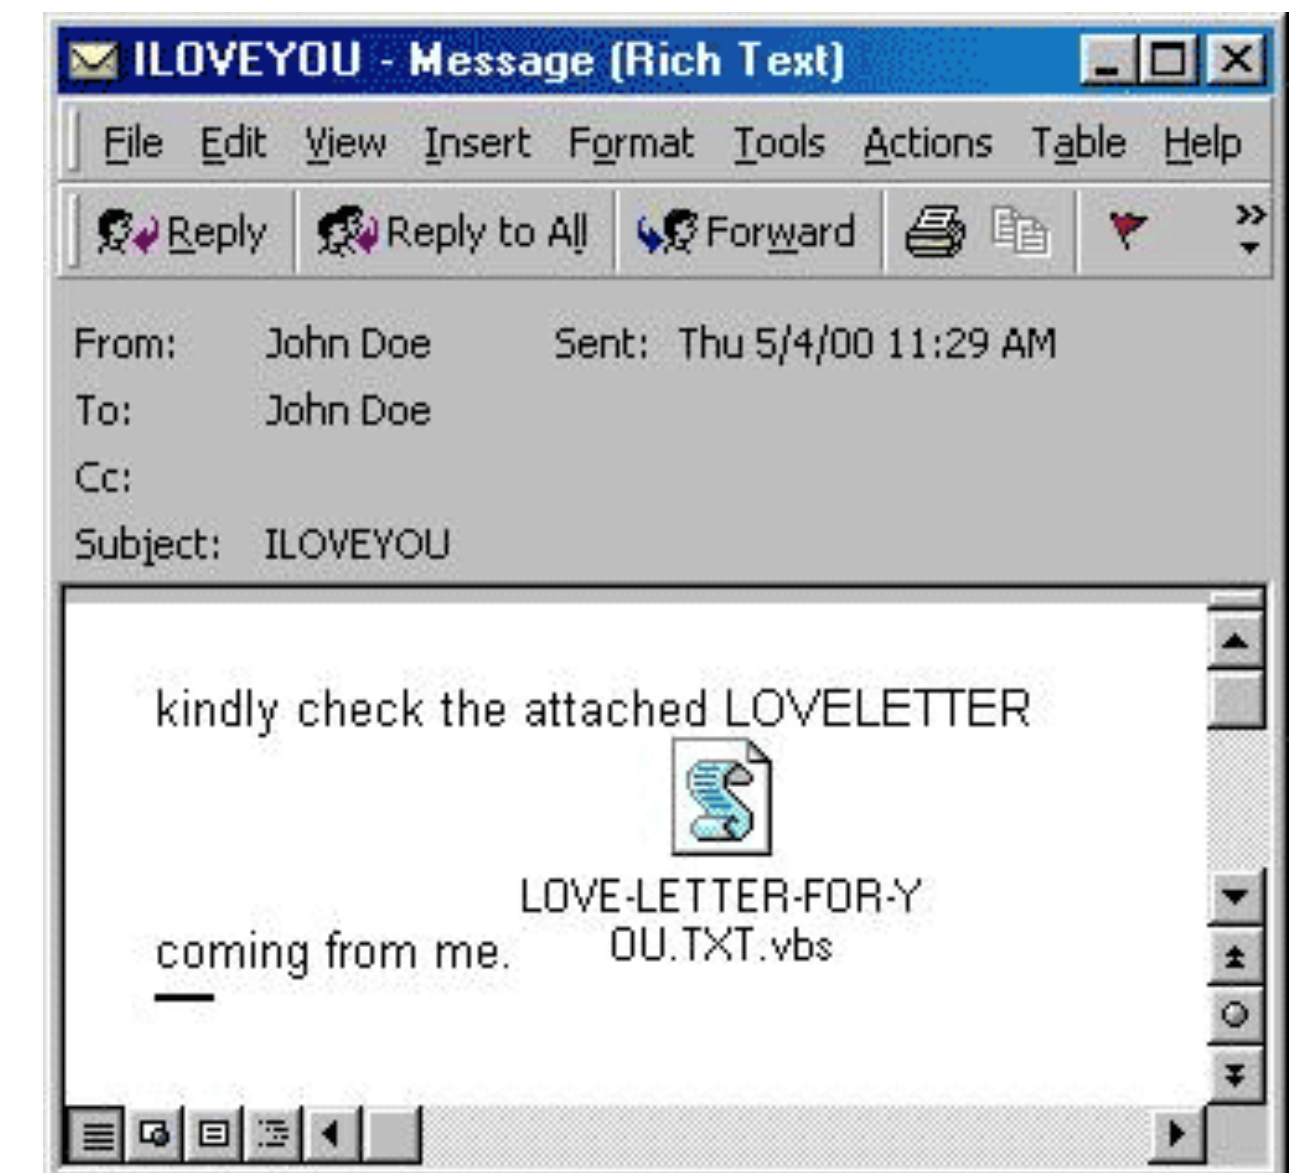 ILOVEYOU - Message (Rich Text)
File Edit View Insert Format Tools Actions Table Help
Reply Reply to All Forward
From: John Doe Sent: Thu 5/4/00 11:29 AM
To: John Doe
Cc:
Subject: ILOVEYOU
kindly check the attached LOVELETTER
LOVE-LETTER-FOR-Y
OU.TXT.vbs
coming from me.